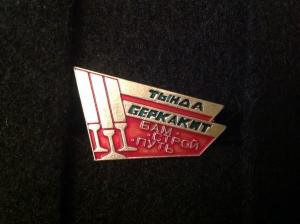 ТЫНДА
БЕРКАКИТ
БАМ
· СТРОЙ
· ПУТЬ ·